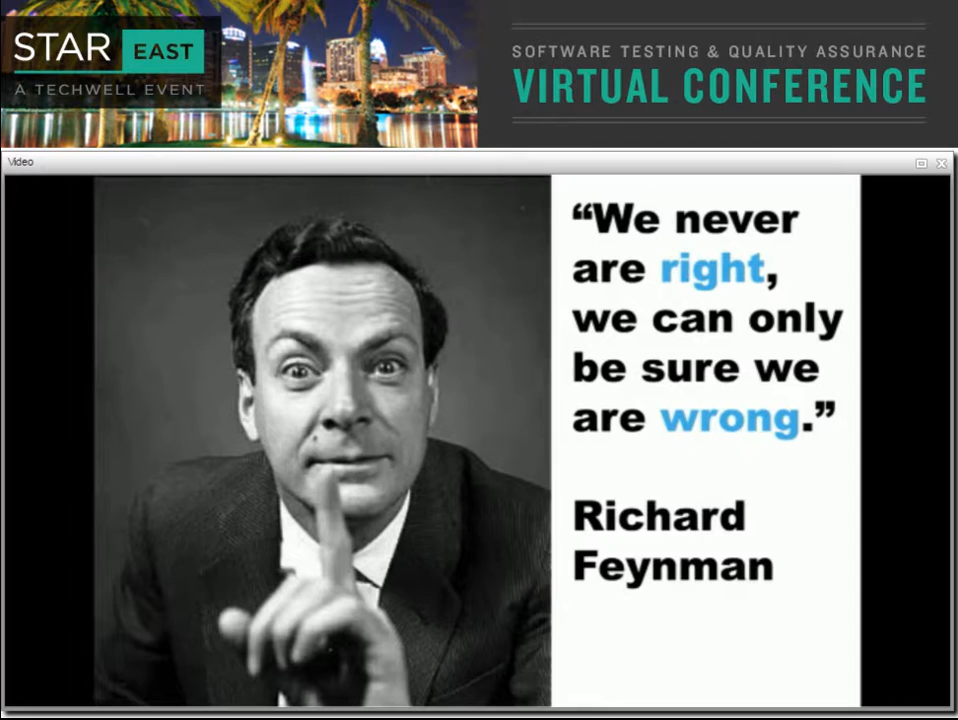 STAR EAST
A TECHWELL EVENT
SOFTWARE TESTING & QUALITY ASSURANCE
VIRTUAL CONFERENCE
Video
“We never
are right,
we can only
be sure we
are wrong.”
Richard
Feynman